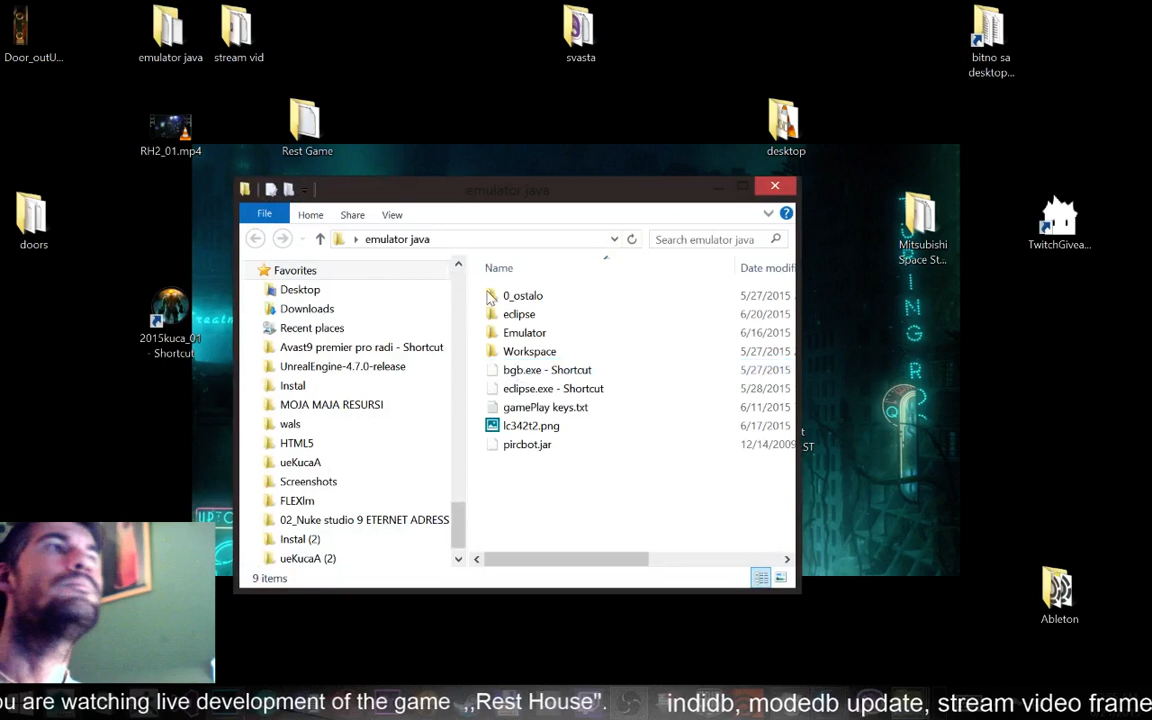 Door_outU...
emulator java
stream vid
svasta
bitno sa
desktop...
RH2_01.mp4
Rest Game
desktop
doors
Mitsubishi
Space St...
TwitchGivea...
2015kuca_01
- Shortcut
Ableton
emulator java
File
Home
Share
View
emulator java
Search emulator java
Favorites
Desktop
Downloads
Recent places
Avast9 premier pro radi - Shortcut
UnrealEngine-4.7.0-release
Instal
MOJA MAJA RESURSI
wals
HTML5
ueKucaA
Screenshots
FLEXlm
02_Nuke studio 9 ETERNET ADRESS
Instal (2)
ueKucaA (2)
Name
Date modifi
0_ostalo
5/27/2015
eclipse
6/20/2015
Emulator
6/16/2015
Workspace
5/27/2015
bgb.exe - Shortcut
5/27/2015
eclipse.exe - Shortcut
5/28/2015
gamePlay keys.txt
6/11/2015
lc342t2.png
6/17/2015
pircbot.jar
12/14/2009
9 items
ou are watching live development of the game ,,Rest House".
indidb, modedb update, stream video frame